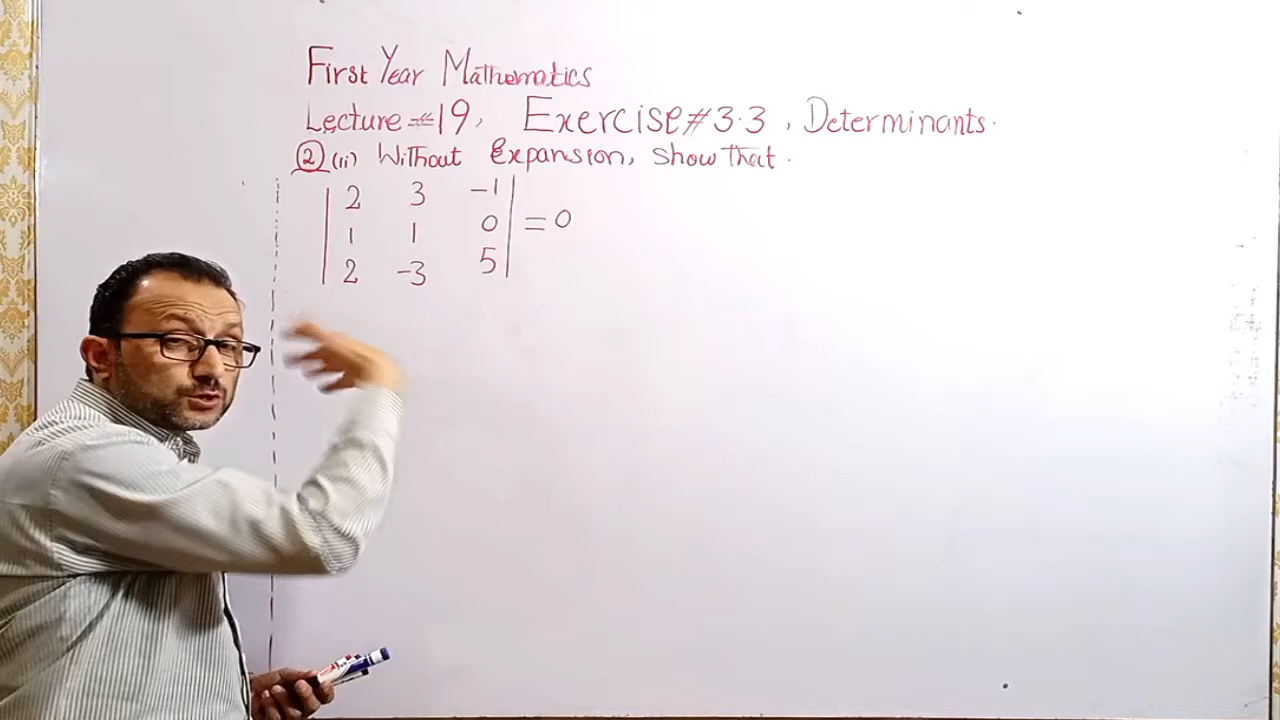 First Year Mathematics
Lecture #19, Exercise #3.3, Determinants.
② (ii) Without Expansion, show that.
| 2 3 -1 |
| 1 1 0 | = 0
| 2 -3 5 |